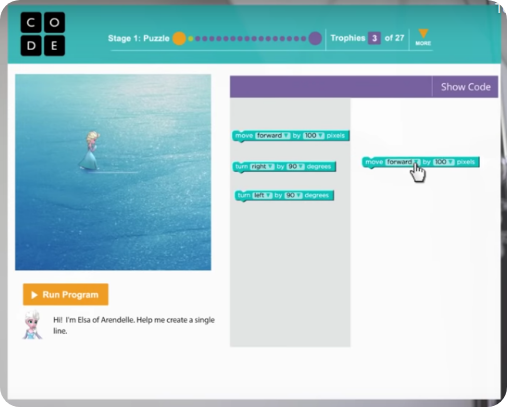 C O
D E
Stage 1: Puzzle
Trophies 3 of 27
MORE
Show Code
move forward by 100 pixels
move forward by 100 pixels
turn right by 90 degrees
turn left by 90 degrees
Run Program
Hi! I'm Elsa of Arendelle. Help me create a single
line.